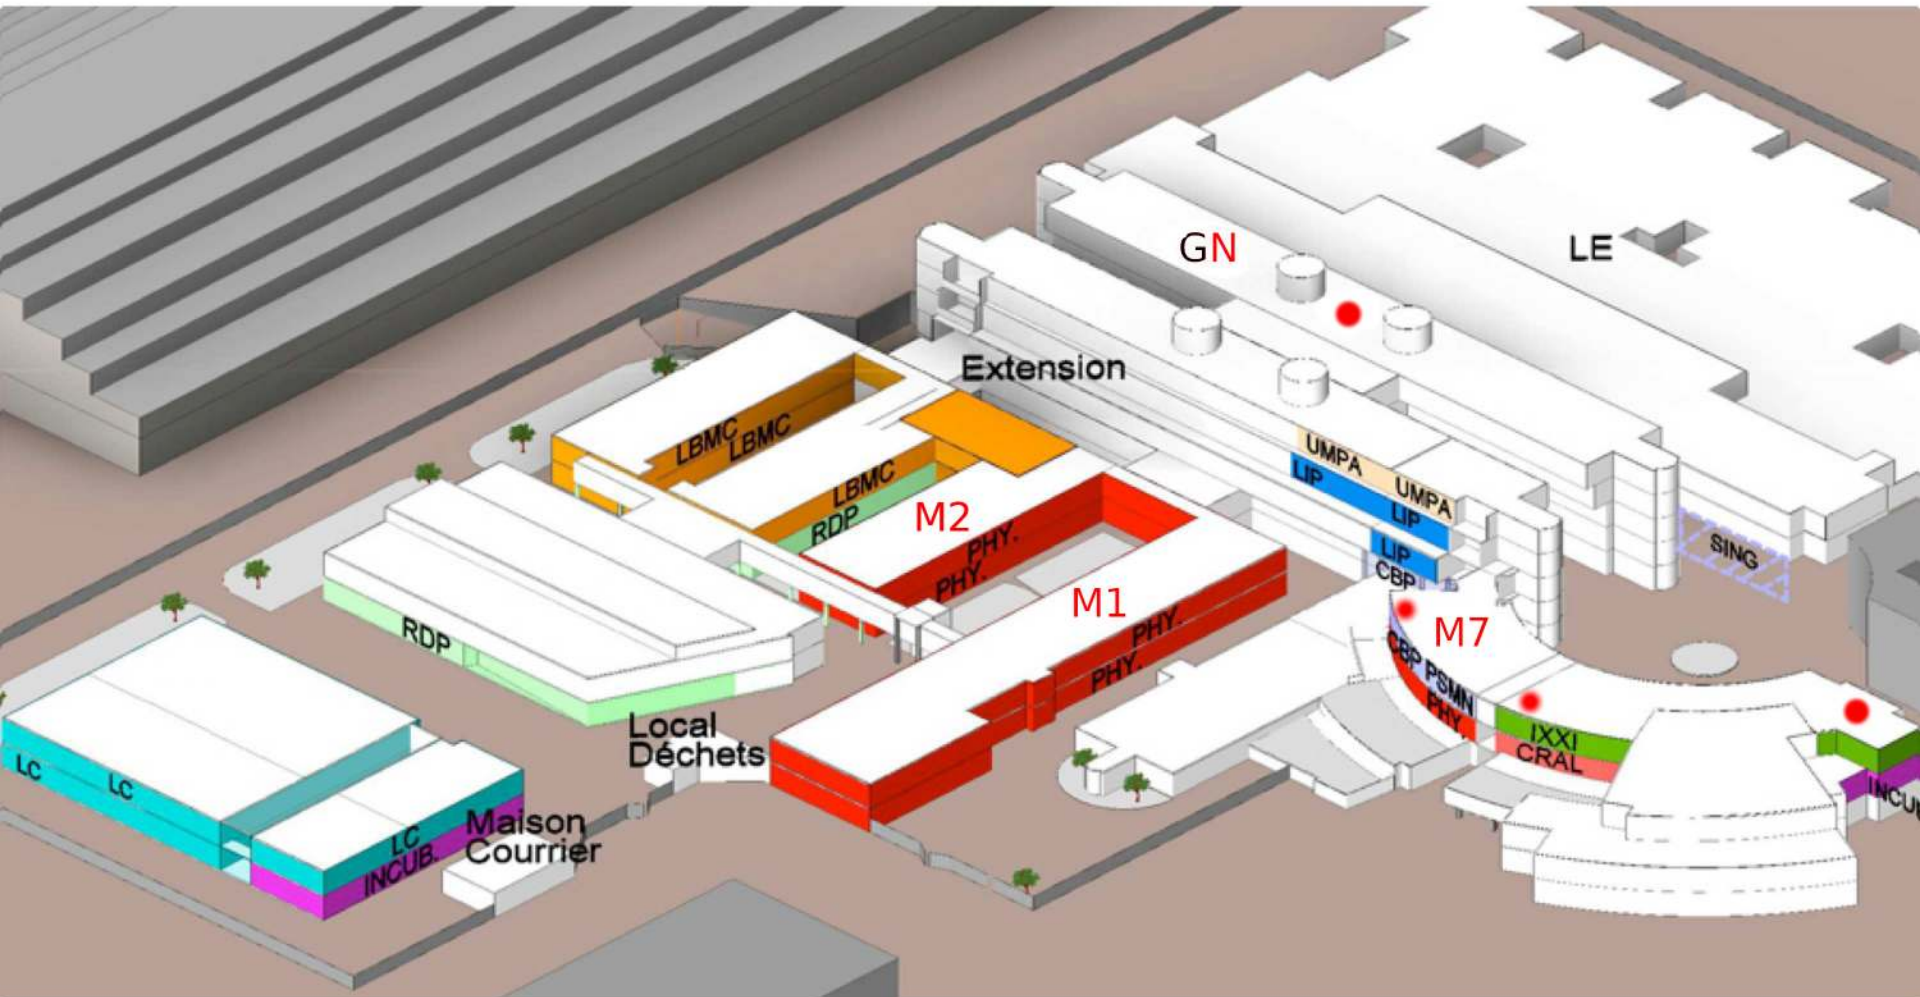 GN
LE
Extension
LBMC
LBMC
UMPA
UMPA
LIP
LIP
LBMC
RDP
M2
PHY.
PHY.
LIP
CBP
SING
M1
PHY.
PHY.
M7
CBP PSMN
PHY.
RDP
IXXI
CRAL
Local
Déchets
LC
LC
LC
INCUB.
Maison
Courrier